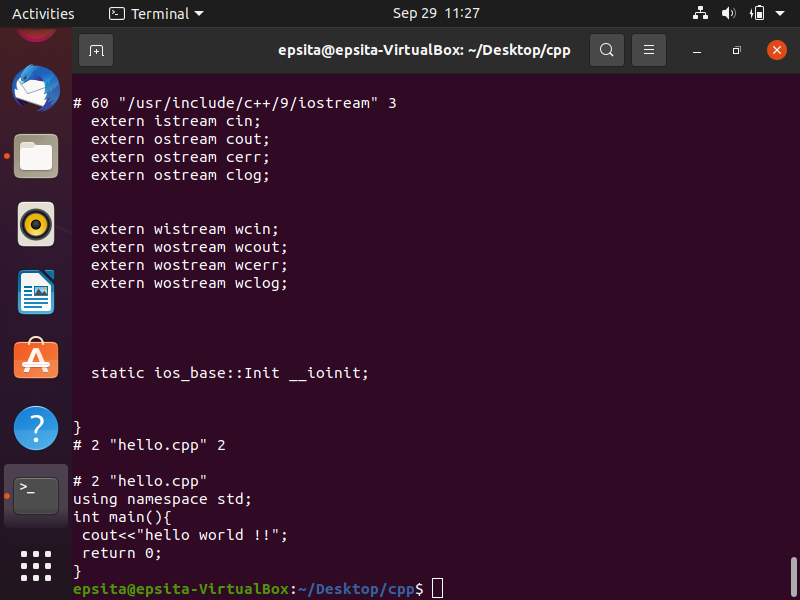 Activities
Terminal
Sep 29 11:27
epsita@epsita-VirtualBox: ~/Desktop/cpp
# 60 "/usr/include/c++/9/iostream" 3
  extern istream cin;
  extern ostream cout;
  extern ostream cerr;
  extern ostream clog;
  extern wistream wcin;
  extern wostream wcout;
  extern wostream wcerr;
  extern wostream wclog;
  static ios_base::Init __ioinit;
}
# 2 "hello.cpp" 2
# 2 "hello.cpp"
using namespace std;
int main(){
 cout<<"hello world !!";
 return 0;
}
epsita@epsita-VirtualBox:~/Desktop/cpp$